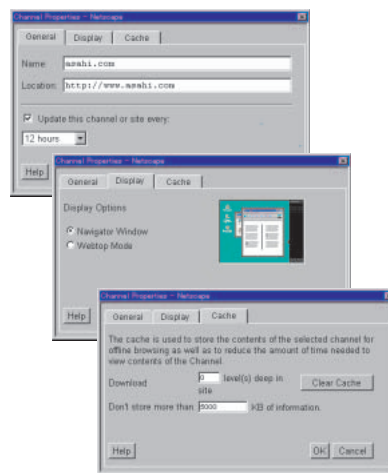 Channel Properties - Netscape
General Display Cache
Name: asahi.com
Location: http://www.asahi.com
Update this channel or site every:
12 hours
Help
Channel Properties - Netscape
General Display Cache
Display Options
Navigator Window
Webtop Mode
Help
Channel Properties - Netscape
General Display Cache
The cache is used to store the contents of the selected channel for
offline browsing as well as to reduce the amount of time needed to
view contents of the Channel.
Download 0 level(s) deep in
site
Clear Cache
Don't store more than: 5000 KB of information.
Help OK Cancel